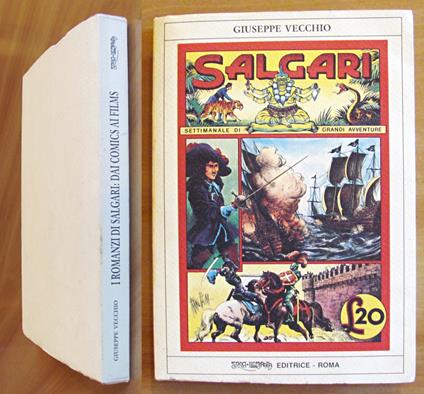 I ROMANZI DI SALGARI: DAI COMICS AI FILMS
GIUSEPPE VECCHIO
GIUSEPPE VECCHIO
SALGARI
SETTIMANALE DI GRANDI AVVENTURE
L.20
EDITRICE - ROMA